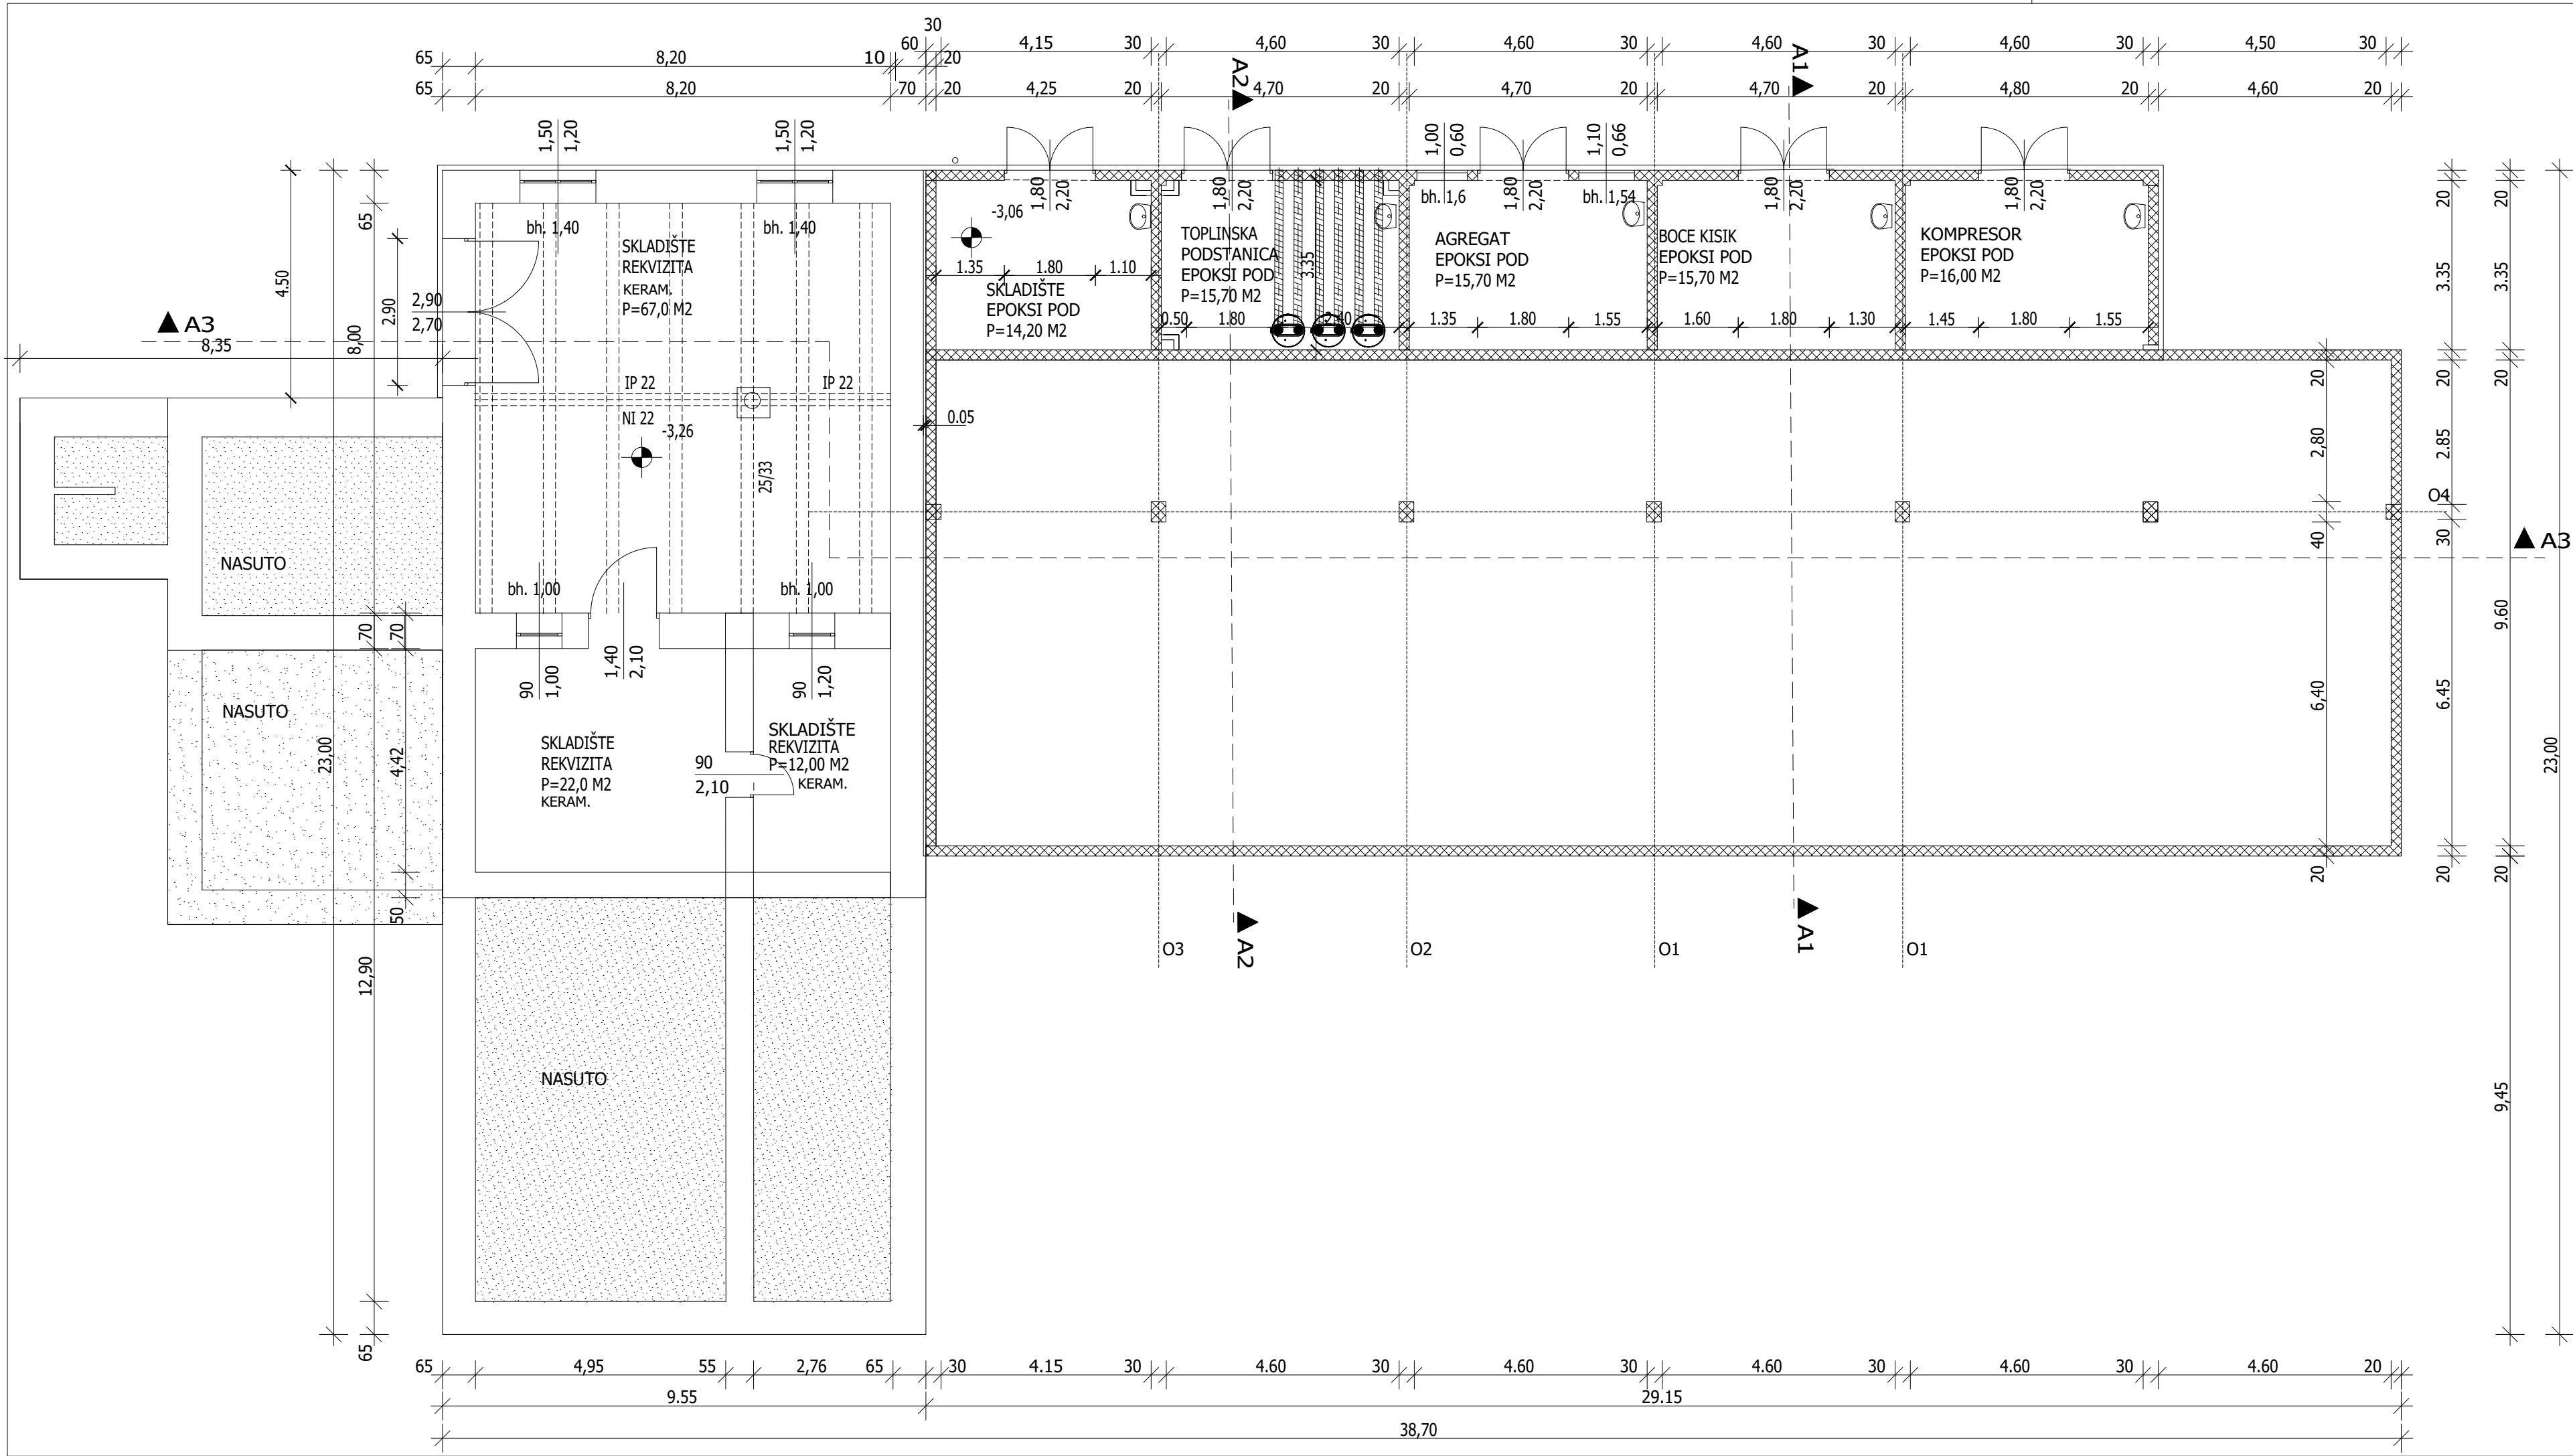 30
60 4,15 30 4,60 30 4,60 30 4,60 30 4,60 30 4,50 30
65 8,20 10 20
65 8,20 70 20 4,25 20 4,70 20 4,70 20 4,70 20 4,80 20 4,60 20
A2
A1
1,50
1,20
1,50
1,20
1,00
0,60
1,10
0,66
1,80
2,20
1,80
2,20
1,80
2,20
1,80
2,20
1,80
2,20
bh. 1,40
bh. 1,40
bh. 1,6
bh. 1,54
-3,06
SKLADIŠTE
REKVIZITA
KERAM.
P=67,0 M2
TOPLINSKA
PODSTANICA
EPOKSI POD
P=15,70 M2
AGREGAT
EPOKSI POD
P=15,70 M2
BOCE KISIK
EPOKSI POD
P=15,70 M2
KOMPRESOR
EPOKSI POD
P=16,00 M2
1.35 1.80 1.10
SKLADIŠTE
EPOKSI POD
P=14,20 M2
3.35
0.50 1.80 2.40 1.35 1.80 1.55 1.60 1.80 1.30 1.45 1.80 1.55
65
4.50
2.90
2,90
2,70
8,00
A3
8,35
IP 22
IP 22
NI 22
-3,26
0.05
25/33
20
3.35
20
20
3.35
20
20
2,80
2.85
O4
40
30
A3
9.60
6,40
6.45
23,00
20
20
20
9,45
NASUTO
bh. 1,00
bh. 1,00
70
70
90
1,00
1,40
2,10
90
1,20
NASUTO
23,00
4,42
SKLADIŠTE
REKVIZITA
P=22,0 M2
KERAM.
90
2,10
SKLADIŠTE
REKVIZITA
P=12,00 M2
KERAM.
50
12,90
O3
A2
O2
O1
A1
O1
NASUTO
65
65 4,95 55 2,76 65 30 4.15 30 4.60 30 4.60 30 4.60 30 4.60 30 4.60 20
9.55 29.15
38,70